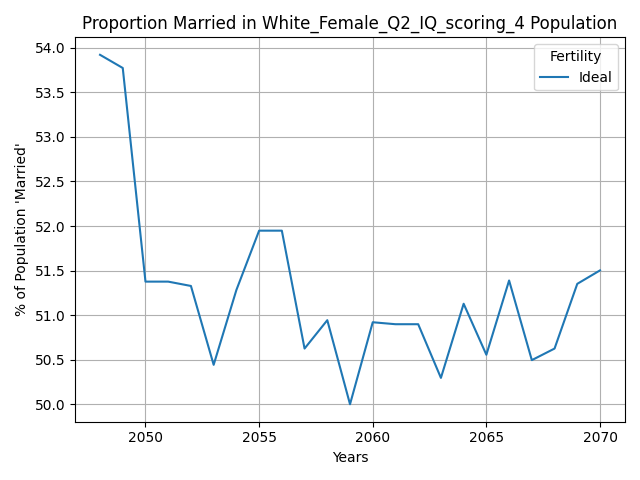 Proportion Married in White_Female_Q2_IQ_scoring_4 Population
Fertility
Ideal
54.0
53.5
53.0
52.5
52.0
51.5
51.0
50.5
50.0
% of Population 'Married'
2050
2055
2060
2065
2070
Years